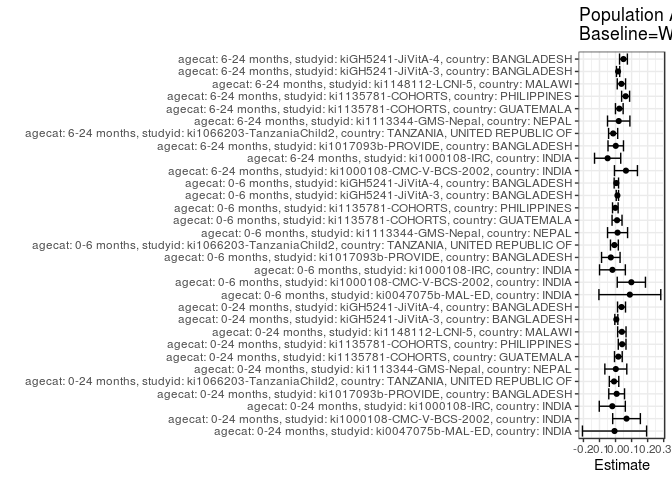 Population
Baseline=W
agecat: 6-24 months, studyid: kiGH5241-JiVitA-4, country: BANGLADESH
agecat: 6-24 months, studyid: kiGH5241-JiVitA-3, country: BANGLADESH
agecat: 6-24 months, studyid: ki1148112-LCNI-5, country: MALAWI
agecat: 6-24 months, studyid: ki1135781-COHORTS, country: PHILIPPINES
agecat: 6-24 months, studyid: ki1135781-COHORTS, country: GUATEMALA
agecat: 6-24 months, studyid: ki1113344-GMS-Nepal, country: NEPAL
agecat: 6-24 months, studyid: ki1066203-TanzaniaChild2, country: TANZANIA, UNITED REPUBLIC OF
agecat: 6-24 months, studyid: ki1017093b-PROVIDE, country: BANGLADESH
agecat: 6-24 months, studyid: ki1000108-IRC, country: INDIA
agecat: 6-24 months, studyid: ki1000108-CMC-V-BCS-2002, country: INDIA
agecat: 0-6 months, studyid: kiGH5241-JiVitA-4, country: BANGLADESH
agecat: 0-6 months, studyid: kiGH5241-JiVitA-3, country: BANGLADESH
agecat: 0-6 months, studyid: ki1135781-COHORTS, country: PHILIPPINES
agecat: 0-6 months, studyid: ki1135781-COHORTS, country: GUATEMALA
agecat: 0-6 months, studyid: ki1113344-GMS-Nepal, country: NEPAL
agecat: 0-6 months, studyid: ki1066203-TanzaniaChild2, country: TANZANIA, UNITED REPUBLIC OF
agecat: 0-6 months, studyid: ki1017093b-PROVIDE, country: BANGLADESH
agecat: 0-6 months, studyid: ki1000108-IRC, country: INDIA
agecat: 0-6 months, studyid: ki1000108-CMC-V-BCS-2002, country: INDIA
agecat: 0-6 months, studyid: ki0047075b-MAL-ED, country: INDIA
agecat: 0-24 months, studyid: kiGH5241-JiVitA-4, country: BANGLADESH
agecat: 0-24 months, studyid: kiGH5241-JiVitA-3, country: BANGLADESH
agecat: 0-24 months, studyid: ki1148112-LCNI-5, country: MALAWI
agecat: 0-24 months, studyid: ki1135781-COHORTS, country: PHILIPPINES
agecat: 0-24 months, studyid: ki1135781-COHORTS, country: GUATEMALA
agecat: 0-24 months, studyid: ki1113344-GMS-Nepal, country: NEPAL
agecat: 0-24 months, studyid: ki1066203-TanzaniaChild2, country: TANZANIA, UNITED REPUBLIC OF
agecat: 0-24 months, studyid: ki1017093b-PROVIDE, country: BANGLADESH
agecat: 0-24 months, studyid: ki1000108-IRC, country: INDIA
agecat: 0-24 months, studyid: ki1000108-CMC-V-BCS-2002, country: INDIA
agecat: 0-24 months, studyid: ki0047075b-MAL-ED, country: INDIA
-0.20.10.00.10.20.3
Estimate